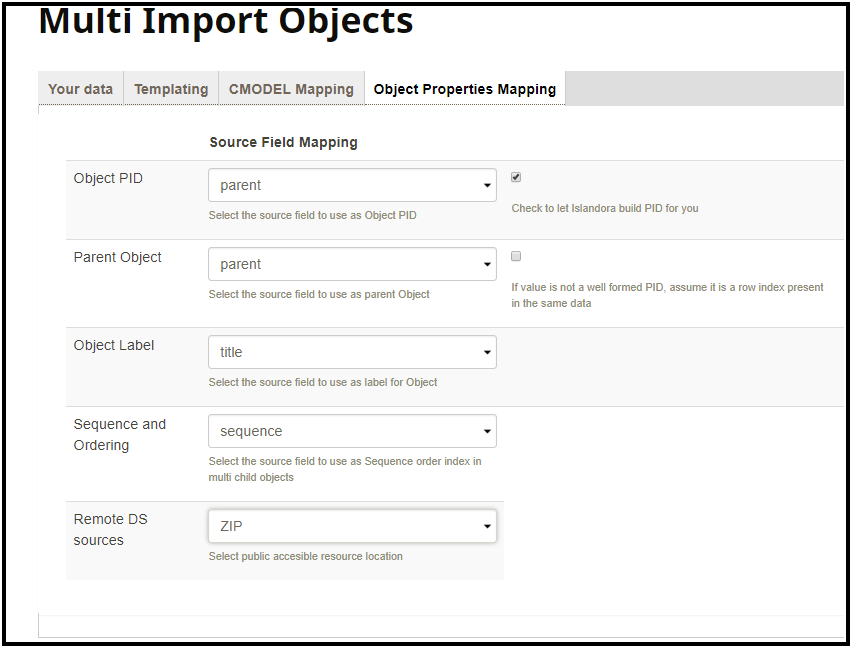 Multi Import Objects
Your data Templating CMODEL Mapping Object Properties Mapping
Source Field Mapping
Object PID
parent
Select the source field to use as Object PID
Check to let Islandora build PID for you
Parent Object
parent
Select the source field to use as parent Object
If value is not a well formed PID, assume it is a row index present
in the same data
Object Label
title
Select the source field to use as label for Object
Sequence and
Ordering
sequence
Select the source field to use as Sequence order index in
multi child objects
Remote DS
sources
ZIP
Select public accesible resource location